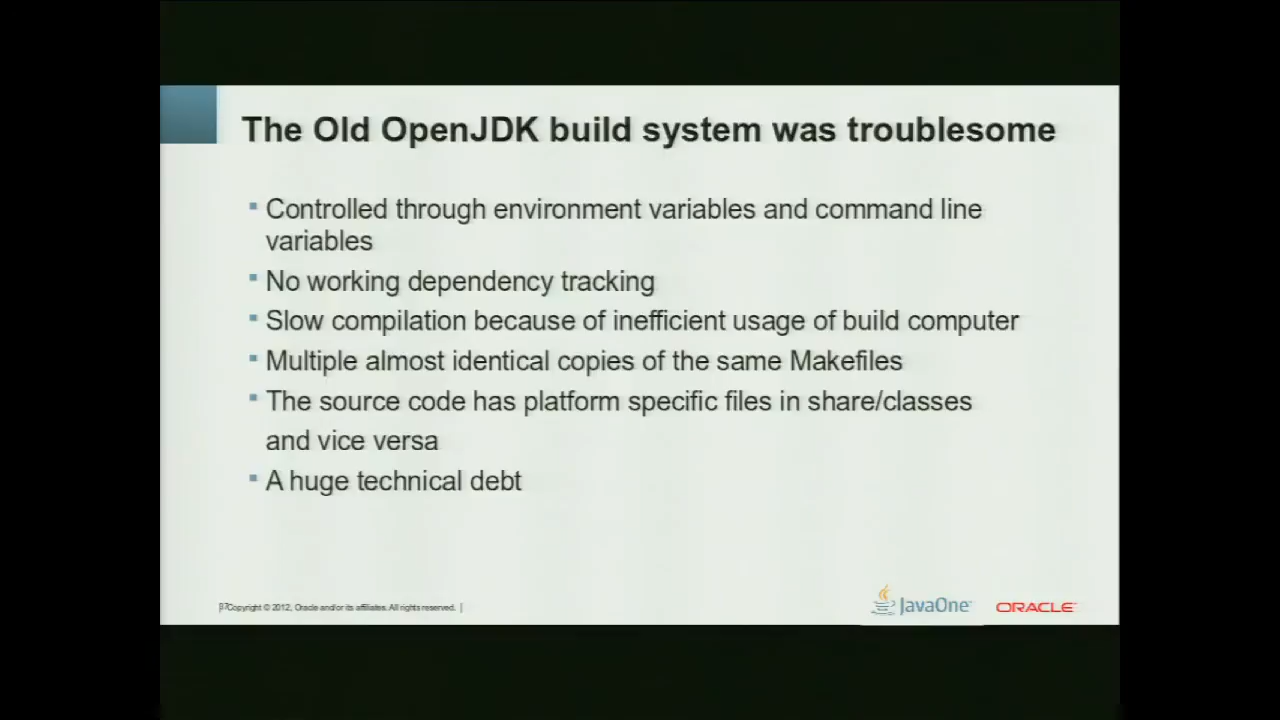 The Old OpenJDK build system was troublesome
Controlled through environment variables and command line
variables
No working dependency tracking
Slow compilation because of inefficient usage of build computer
Multiple almost identical copies of the same Makefiles
The source code has platform specific files in share/classes
and vice versa
A huge technical debt
Copyright © 2012, Oracle and/or its affiliates. All rights reserved.
JavaOne
ORACLE